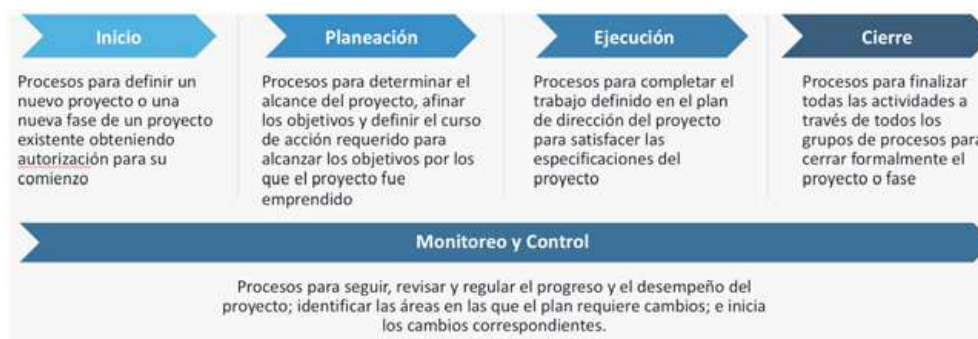 Inicio
Procesos para definir un
nuevo proyecto o una
nueva fase de un proyecto
existente obteniendo
autorización para su
comienzo
Planeación
Procesos para determinar el
alcance del proyecto, afinar
los objetivos y definir el curso
de acción requerido para
alcanzar los objetivos por los
que el proyecto fue
emprendido
Ejecución
Procesos para completar el
trabajo definido en el plan
de dirección del proyecto
para satisfacer las
especificaciones del
proyecto
Cierre
Procesos para finalizar
todas las actividades a
través de todos los
grupos de procesos para
cerrar formalmente el
proyecto o fase
Monitoreo y Control
Procesos para seguir, revisar y regular el progreso y el desempeño del
proyecto; identificar las áreas en las que el plan requiere cambios; e inicia
los cambios correspondientes.